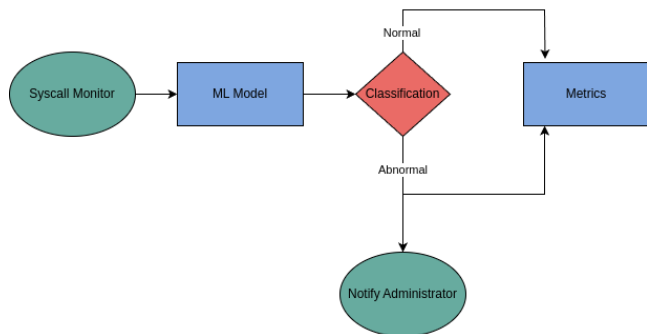 Normal
Syscall Monitor
ML Model
Classification
Metrics
Abnormal
Notify Administrator